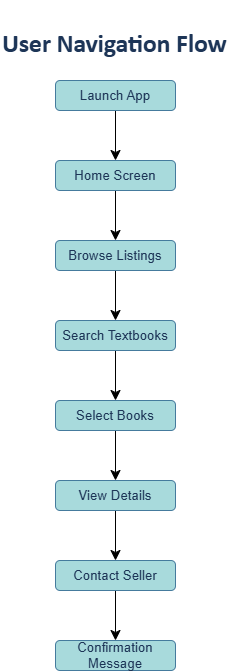 User Navigation Flow
Launch App
Home Screen
Browse Listings
Search Textbooks
Select Books
View Details
Contact Seller
Confirmation
Message